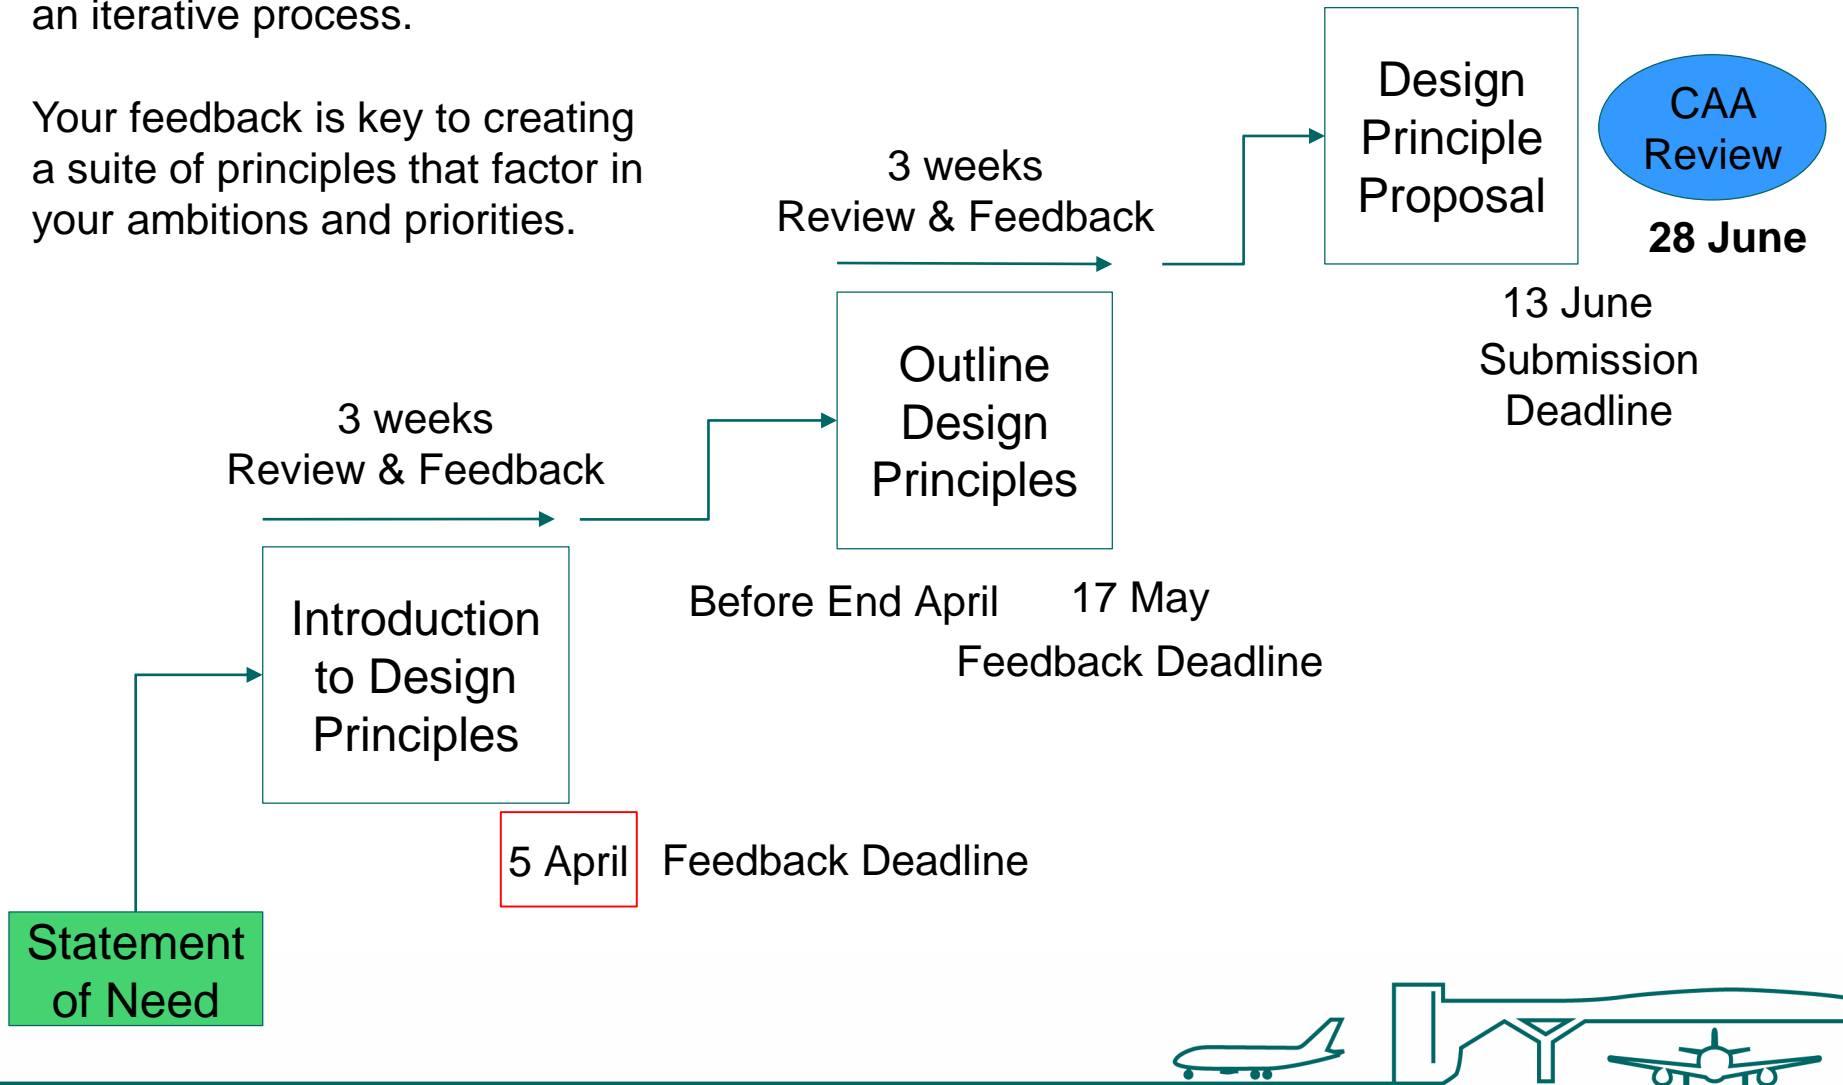 an iterative process.
Your feedback is key to creating
a suite of principles that factor in
your ambitions and priorities.
Design
Principle
Proposal
CAA
Review
28 June
13 June
Submission
Deadline
3 weeks
Review & Feedback
Outline
Design
Principles
Before End April
17 May
Feedback Deadline
3 weeks
Review & Feedback
Introduction
to Design
Principles
5 April
Feedback Deadline
Statement
of Need